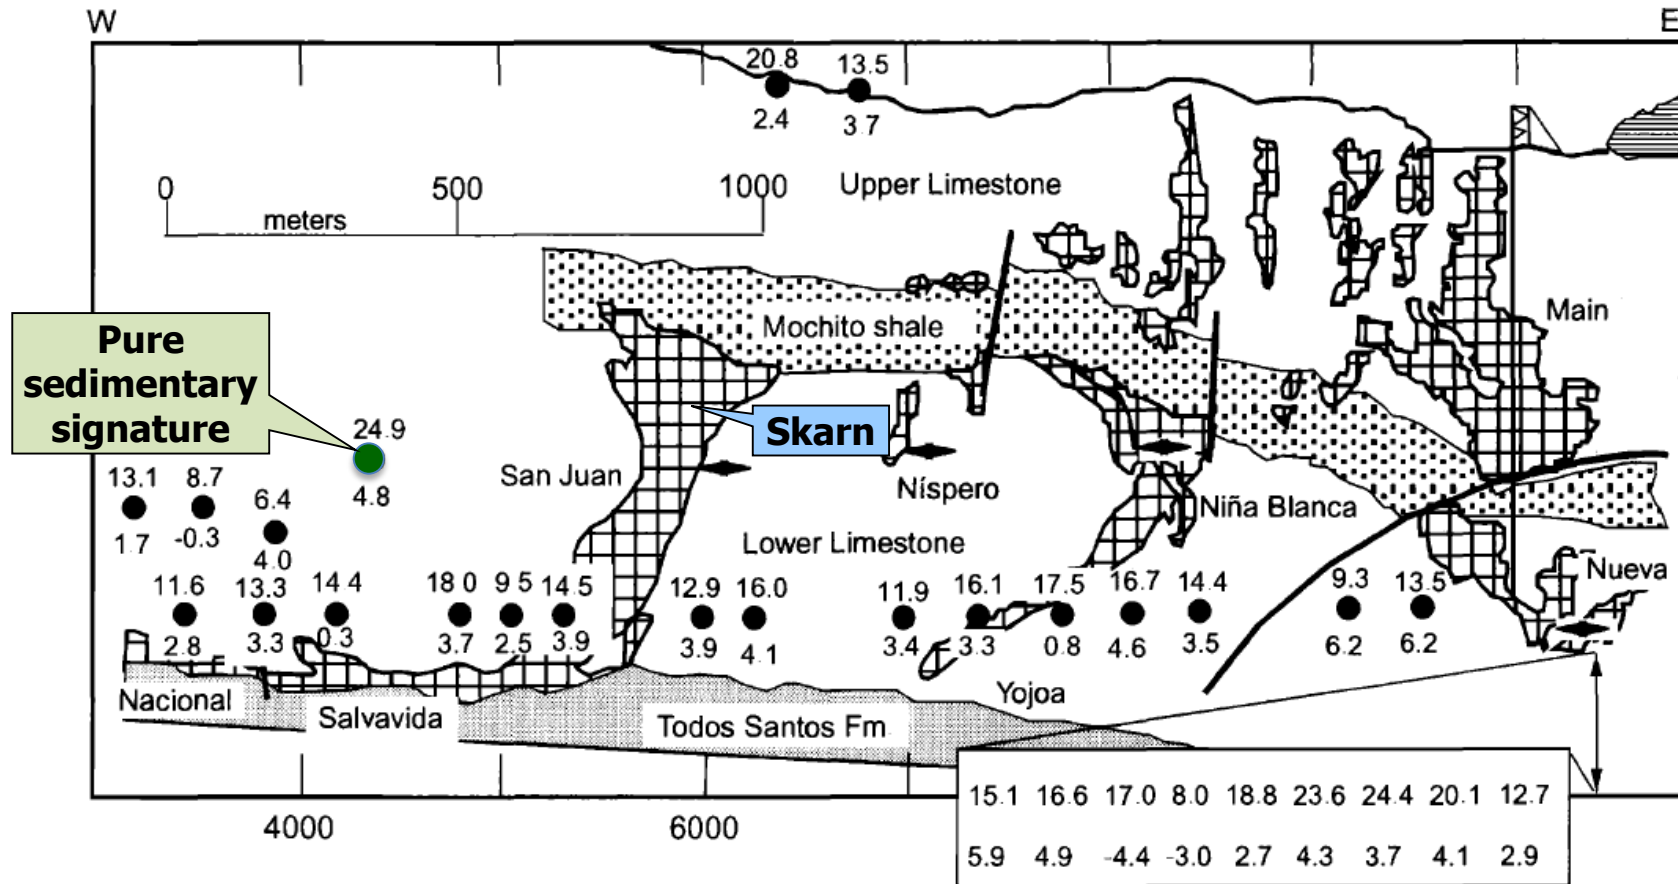 W E
20.8 13.5
2.4 3.7
0 500 1000
meters
Upper Limestone
Mochito shale
Main
Pure
sedimentary
signature
Skarn
24.9
4.8
San Juan
Níspero
Niña Blanca
13.1 8.7 6.4
1.7 -0.3 4.0
Lower Limestone
Nueva
11.6 13.3 14.4 18 0 9 5 14.5 12.9 16.0 11.9 16.1 17.5 16.7 14.4 9.3 13.5
2.8 3.3 0.3 3.7 2.5 3.9 3.9 4.1 3.4 3.3 0.8 4.6 3.5 6.2 6.2
Nacional
Salvavida
Todos Santos Fm
Yojoa
15.1 16.6 17.0 8.0 18.8 23.6 24.4 20.1 12.7
5.9 4.9 -4.4 -3.0 2.7 4.3 3.7 4.1 2.9
4000 6000